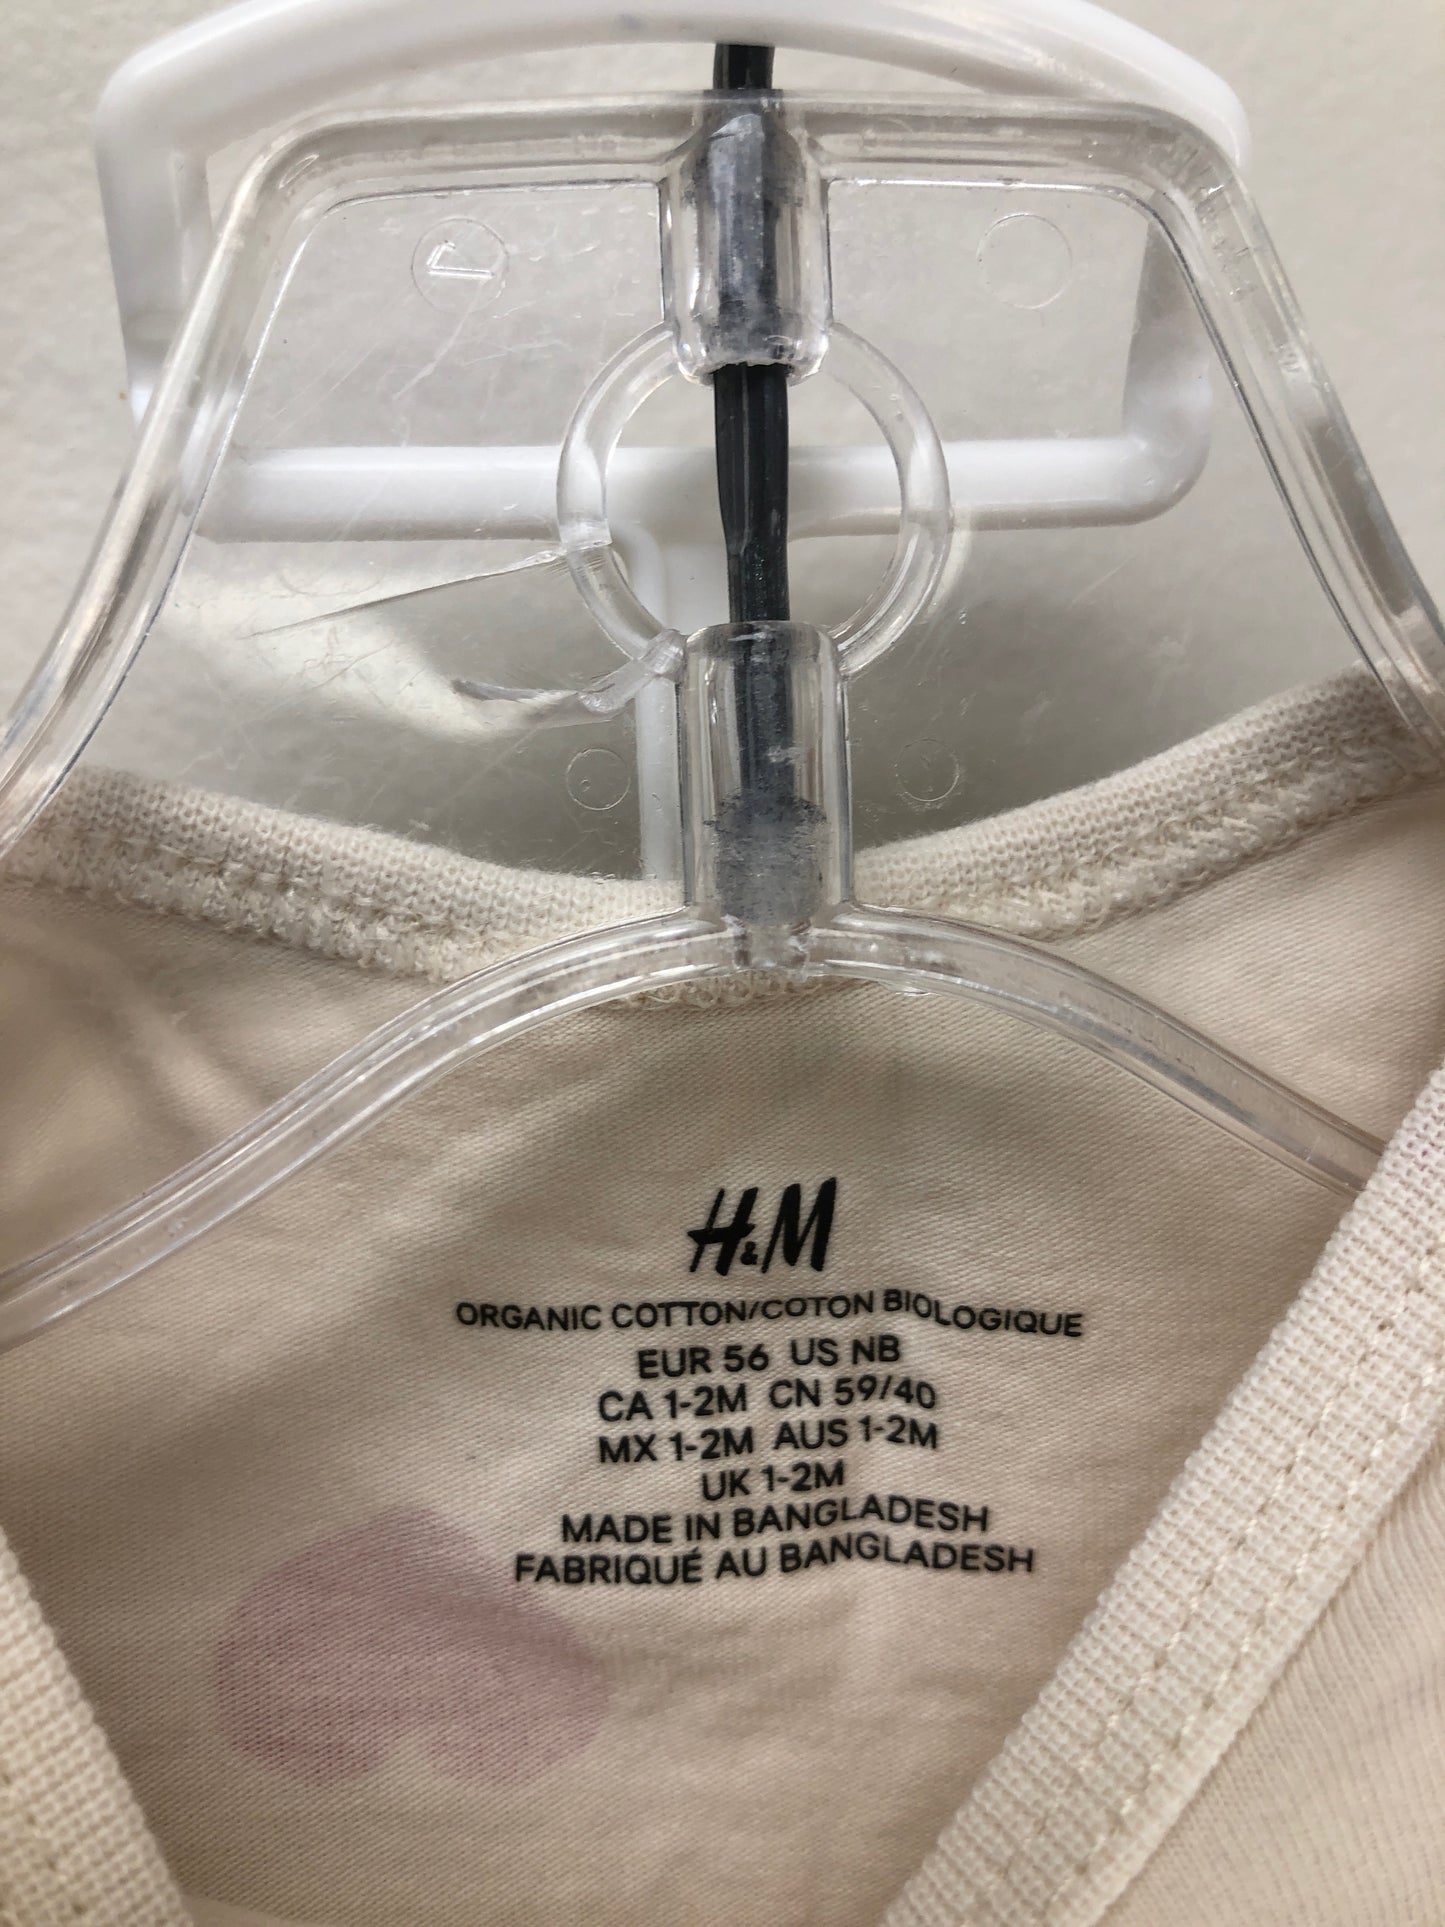 H&M
ORGANIC COTTON/COTON BIOLOGIQUE
EUR 56 US NB
CA 1-2M CN 59/40
MX 1-2M AUS 1-2M
UK 1-2M
MADE IN BANGLADESH
FABRIQUÉ AU BANGLADESH